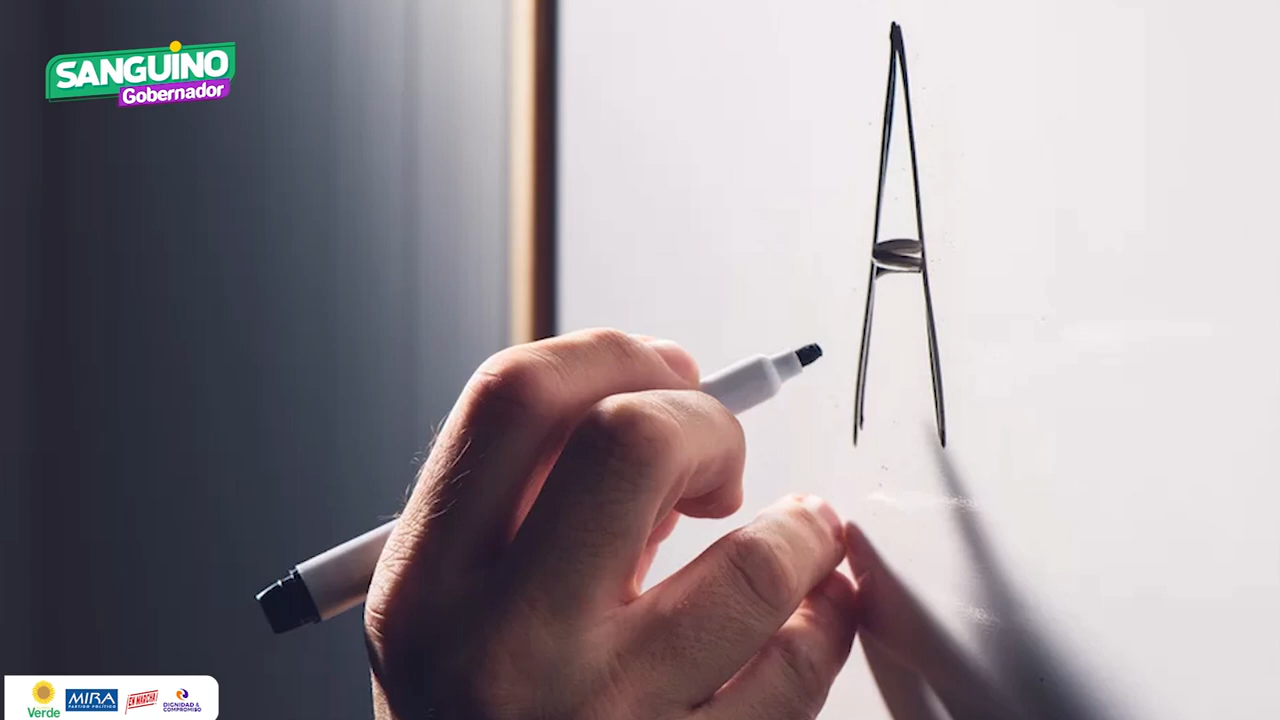 SANGUINO
Gobernador
A
Verde
MIRA
PARTIDO POLÍTICO
EN MARCHA
DIGNIDAD &
COMPROMISO